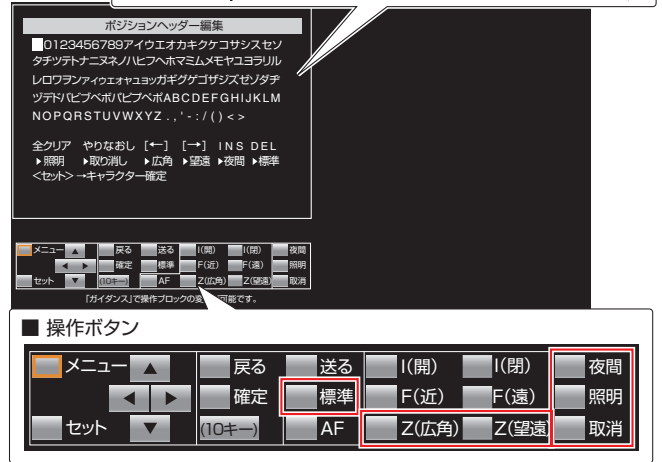 ポジションヘッダー編集
0123456789アイウエオカキクケコサシスセソ
タチツテトナニヌネノハヒフヘホマミムメモヤユヨラリル
レロワヲンァィゥェォャュョッガギグゲゴザジズゼゾダヂ
ヅデドバビブベボパピプペポABCDEFGHIJKLM
NOPQRSTUVWXYZ.,'-:/()<>
全クリア やりなおし [←] [→] INS DEL
▶照明 ▶取り消し ▶広角 ▶望遠 ▶夜間 ▶標準
<セット>→キャラクター確定
メニュー ▲ 戻る 送る I(開) I(閉) 夜間
◀ ▶ 確定 標準 F(近) F(遠) 照明
セット ▼ (10キー) AF Z(広角) Z(望遠) 取消
「ガイダンス」で操作ブロックの変 可能です。
■ 操作ボタン
メニュー ▲ 戻る 送る I(開) I(閉) 夜間
◀ ▶ 確定 標準 F(近) F(遠) 照明
セット ▼ (10キー) AF Z(広角) Z(望遠) 取消